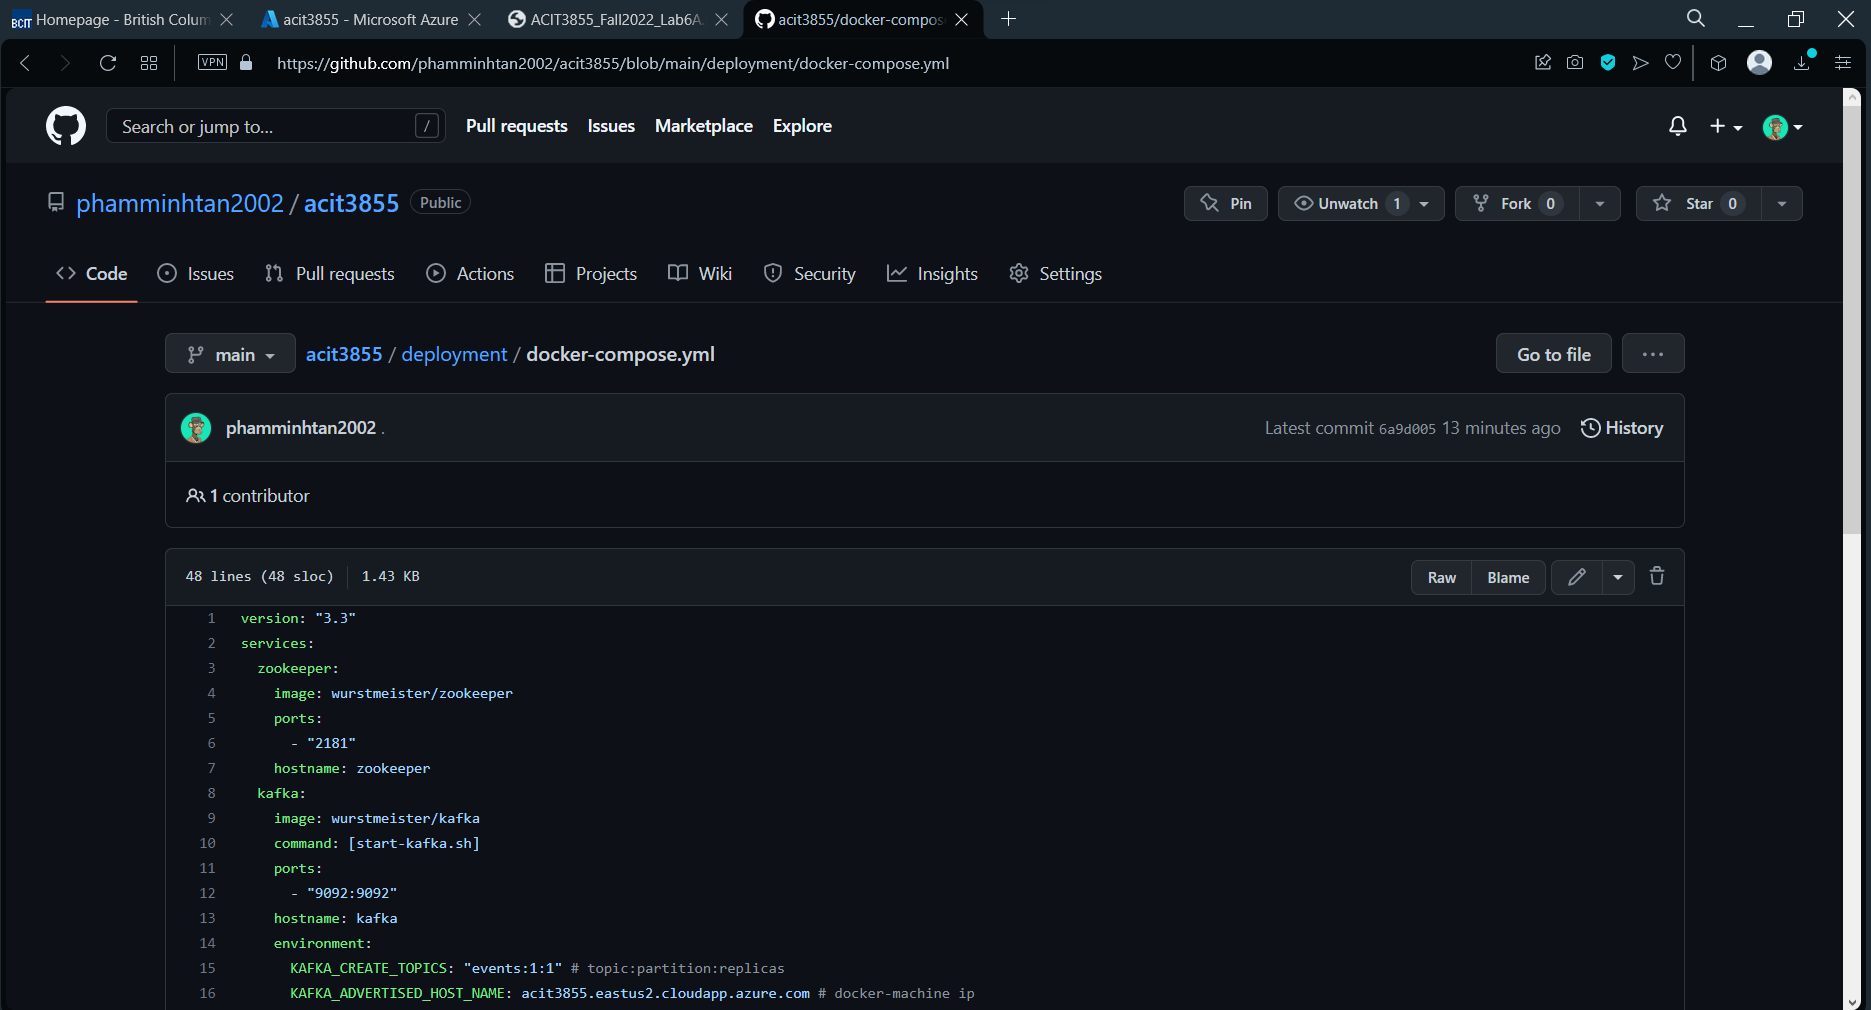 BCIT Homepage - British Colum
acit3855 - Microsoft Azure
ACIT3855_Fall2022_Lab6A.
acit3855/docker-compos
VPN https://github.com/phamminhtan2002/acit3855/blob/main/deployment/docker-compose.yml
Search or jump to... / Pull requests Issues Marketplace Explore
phamminhtan2002 / acit3855 Public Pin Unwatch 1 Fork 0 Star 0
Code Issues Pull requests Actions Projects Wiki Security Insights Settings
main acit3855 / deployment / docker-compose.yml Go to file ...
phamminhtan2002 . Latest commit 6a9d005 13 minutes ago History
1 contributor
48 lines (48 sloc) 1.43 KB Raw Blame
1 version: "3.3"
2 services:
3 zookeeper:
4 image: wurstmeister/zookeeper
5 ports:
6 - "2181"
7 hostname: zookeeper
8 kafka:
9 image: wurstmeister/kafka
10 command: [start-kafka.sh]
11 ports:
12 - "9092:9092"
13 hostname: kafka
14 environment:
15 KAFKA_CREATE_TOPICS: "events:1:1" # topic:partition:replicas
16 KAFKA_ADVERTISED_HOST_NAME: acit3855.eastus2.cloudapp.azure.com # docker-machine ip